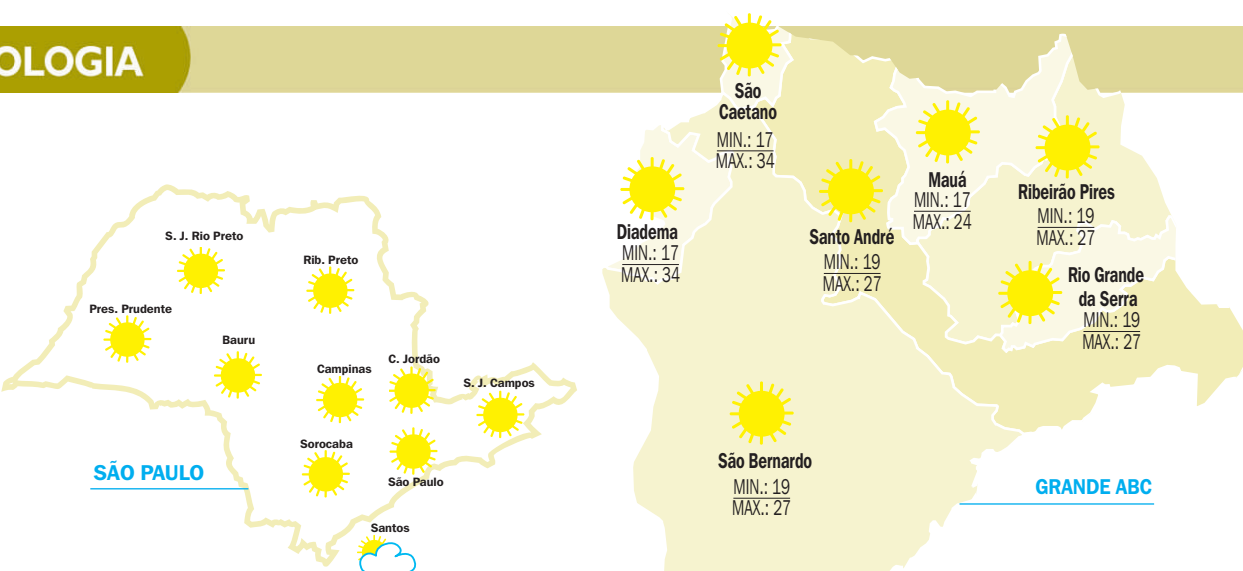 OLOGIA
S. J. Rio Preto
Rib. Preto
Pres. Prudente
Bauru
Campinas
C. Jordão
S. J. Campos
Sorocaba
São Paulo
Santos
SÃO PAULO
São
Caetano
MIN.: 17
MAX.: 34
Diadema
MIN.: 17
MAX.: 34
Santo André
MIN.: 19
MAX.: 27
Mauá
MIN.: 17
MAX.: 24
Ribeirão Pires
MIN.: 19
MAX.: 27
Rio Grande
da Serra
MIN.: 19
MAX.: 27
São Bernardo
MIN.: 19
MAX.: 27
GRANDE ABC